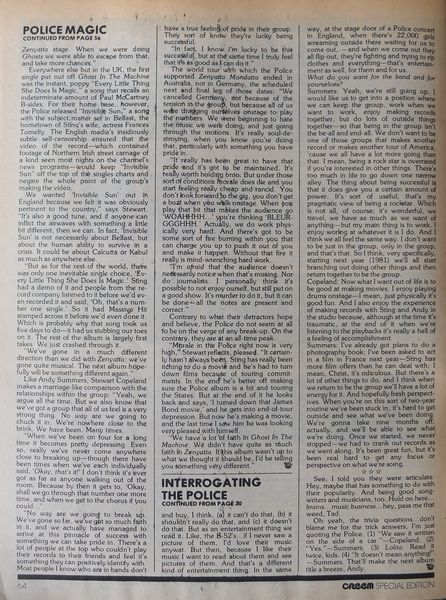 POLICE MAGIC
CONTINUED FROM PAGE 56
Zenyatta stage. When we were doing
Ghosts we were able to escape from that,
and take more chances."
Everywhere else but in the UK, the first
single put out off Ghost In The Machine
was the instant, poppy "Every Little Thing
She Does Is Magic," a song that recalls an
indeterminate amount of Paul McCartney
B-sides. For their home base, however,
the Police released "Invisible Sun," a song
with the subject matter set in Belfast, the
hometown of Sting's wife, actress Frances
Tomelty. The English media's insidiously
subtle self-censorship ensured that the
video of the record—which contained
footage of Northern Irish street carnage of
a kind seen most nights on the channel's
news programs—would keep "Invisible
Sun" off the top of the singles charts and
negate the whole point of the group's
making the video.
"We wanted 'Invisible Sun' out in
England because we felt it was obviously
pertinent to the country," says Stewart.
"It's also a good tune, and if anyone can
inflict the airwaves with something a little
bit different, then we can. In fact, 'Invisible
Sun' is not necessarily about Belfast, but
about the human ability to survive in a
crisis. It could be about Calcutta or Kabul
as much as anywhere else.
"But as for the rest of the world, there
was only one inevitable single choice, 'Ev-
ery Little Thing She Does Is Magic.' Sting
had a demo of it and people from the re-
cord company listened to it before we'd ev-
en recorded it and said, 'Oh, that's a num-
ber one single.' So it had Massive Hit
stamped across it before we'd even done it.
Which is probably why that song took us
five days to do—it had us stubbing our toes
on it. The rest of the album is largely first
takes. We just crashed through it.
"We've gone in a much different
direction than we did with Zenyatta: we've
gone quite musical. The next album hope-
fully will be something different again."
Like Andy Summers, Stewart Copeland
makes a marriage-like comparison with the
relationships within the group: "Yeah, we
argue all the time. But we also know that
we've got a group that all of us feel is a very
strong thing. No way are we going to
chuck it in. We're nowhere close to the
brink. We have been. Many times.
"When we've been on tour for a long
time it becomes pretty depressing. Even
so, really we've never come anywhere
close to breaking up—though there have
been times when we've each individually
said, 'Okay, that's it!' I don't think it's ever
got as far as anyone walking out of the
room. Because by then it gets to, 'Okay,
shall we go through that number one more
time, and when we get to the chorus if you
could...'
"No way are we going to break up.
We've gone so far, we've got so much faith
in it, and we actually have managed to
arrive at this pinnacle of success with
something we can take pride in. There's a
lot of people at the top who couldn't play
their records to their friends and feel it's
something they can positively identify with.
Most people I know who are in bands don't
have a true feeling of pride in their group.
They sort of know they're lucky being
successful.
"In fact, I know I'm lucky to be this
successful, but at the same time I truly feel
that it's as good as I can do it."
The world tour with which the Police
supported Zenyatta Mondatta ended in
Australia, not in Germany, the scheduled
next and final leg of those dates: "We
cancelled Germany, not because of the
tension in the group, but because all of us
were dragging ourselves onstage to play
the numbers. We were beginning to hate
the music we were playing, and just going
through the motions. It's really soul de-
stroying, when you know you're doing
that, particularly with something you have
pride in.
"It'll really has been great to have that
pride and it's got to be maintained. It's
really worth holding onto. But under those
sort of conditions morale does die and you
start feeling really cheap and rancid. You
don't look forward to the gig, you don't get
a buzz when you walk onstage. When you
play that bit that makes the audience go
'WOAHHHH...' you're thinking 'BLEUR-
GGGHHH.' Actually, we do work phys-
ically very hard. And there's got to be
some sort of fire burning within you that
can charge you up to push it out of you
and make it happen. Without that fire it
really is mind wrenching hard work.
"I'm afraid that the audience doesn't
necessarily notice when that's missing. Nor
do journalists. I personally think it's
possible to not enjoy yourself, but still put on
a good show. It's murder to do it, but it can
be done—all the notes are present and
correct."
Contrary to what their detractors hope
and believe, the Police do not seem at all
to be on the verge of any break-up. On the
contrary, they are at an all-time peak.
"Morale in the Police right now is very
high," Stewart reflects, pleased. "It certain-
ly hasn't always been. Sting has really been
itching to do a movie and he's had to turn
down films because of touring commit-
ments. In the end he's better off making
sure the Police album is a hit and touring
the States. But at the end of it he looks
back and says, 'I turned down that James
Bond movie,' and he gets into end-of-tour
depression. But now he's making a movie,
and the last time I saw him he was looking
very pleased with himself.
"We have a lot of faith in Ghost In The
Machine. We didn't have quite as much
faith in Zenyatta. If this album wasn't up to
what we thought it should be, I'd be telling
you something very different."
INTERROGATING
THE POLICE
CONTINUED FROM PAGE 30
and buy, I think. (a) it can't do that, (b) it
shouldn't really do that, and (c) it doesn't
do that. But as an entertainment thing we
read it. Like, the B-52's...if I never saw a
picture of them, I'd love their music
anyway. But then, because I like their
music I want to read about them and see
pictures of them. And that's a different
kind of entertainment thing. In the same
way, at the stage door of a Police concert
in England, when there's 22,000 girls
screaming outside there waiting for us to
come out...—and when we come out they
all flip out, they're fighting and trying to rip
clothes and everything—that's entertain-
ment as well, for them and for us.
What do you want for the band and for
yourselves?
Summers: Yeah, we're still going up. I
would like us to get into a position where
we can keep the group, work when we
want to work, enjoy making records
together, but do lots of outside things
together—so that being in the group isn't
the be-all and end-all. We don't want to be
one of those groups that makes another
record or makes another tour of America,
'cause we all have a lot more going than
that. I mean, being a rock star is overrated
if you're interested in other things. There's
too much in life to go down one narrow
alley. The thing about being successful is
that it does give you a certain amount of
power. It's sort of useful; that's my
pragmatic view of being a rockstar. Which
is not all, of course; it's wonderful, we
travel, we have as much as we want of
anything—but my main thing is to work. I
enjoy working at whatever it is I do. And I
think we all feel the same way. I don't want
to be just in the group, only in the group,
and that's that. So I think, very specifically,
starting next year (1981) we'll all start
branching out doing other things and then
return together to be the group.
Copeland: Now what I want out of life is to
be good at making movies. I enjoy playing
drums onstage—I mean, just physically it's
good fun. And I also enjoy the experience
of making records with Sting and Andy in
the studio because, although at the time it's
traumatic, at the end of it when we're
listening to the playbacks it's really a hell of
a feeling of accomplishment.
Summers: I've already got plans to do a
photography book; I've been asked to act
in a film in France next year—Sting has
more film offers than he can deal with; I
mean, Christ, it's ridiculous. But there's a
lot of other things to do, and I think when
we return to the group we'll have a lot of
energy for it. And hopefully fresh perspec-
tives. When you're on this sort of two-year
routine we've been stuck in, it's hard to get
outside and see what we've been doing.
We're gonna take nine months off,
actually, and we'll be able to see what
we're doing. Once we started, we never
stopped—we had to crank out records as
we went along. It's been great fun, but it's
been real hard to get any focus or
perspective on what we're song.
☆ ☆ ☆
See, I told you they were articulate.
Hey, maybe that has something to do with
their popularity. And being good song
writers and musicians, too. Hold on here...
brains...music business...hey, pass me that
weed, Tad.
Oh yeah, the trivia questions...don't
blame me for the trick answers, I'm just
quoting the Police. (1) "We saw it written
on the side of a car."—Copeland. (2)
"Yes."—Summers. (3) Lolita. Read it
twice, kids. (4) "It doesn't mean anything"
—Summers. That'll make the next album
title a breeze, Andy.
64
CREEM SPECIAL EDITION